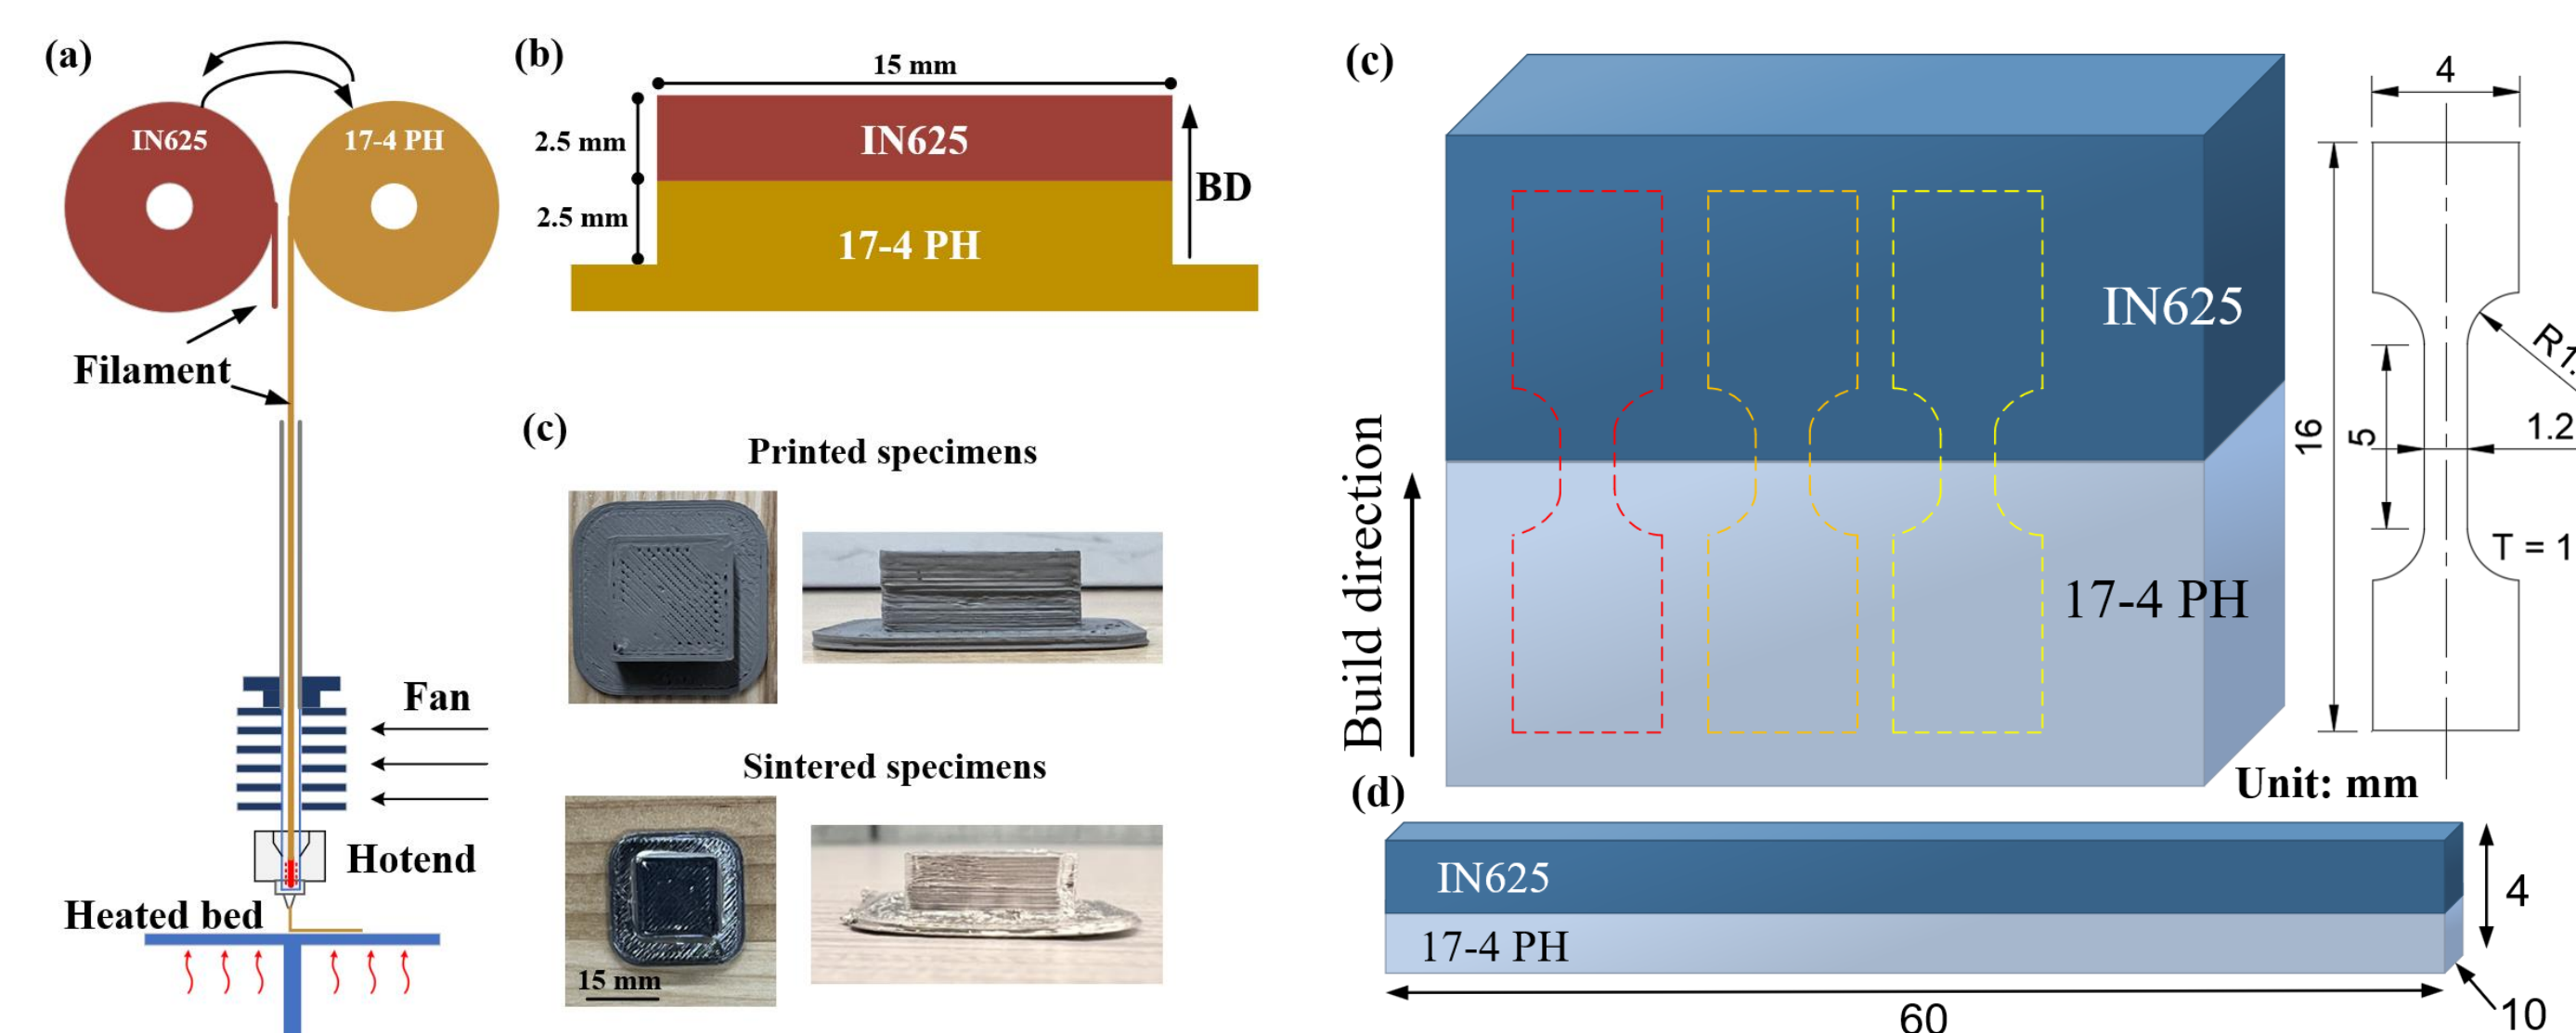 (a)
IN625
17-4 PH
Filament
Fan
Hotend
Heated bed
(b)
15 mm
2.5 mm
2.5 mm
IN625
17-4 PH
BD
(c)
Printed specimens
Sintered specimens
15 mm
(c)
IN625
17-4 PH
Build direction
4
16
5
R1.
1.2
T = 1
Unit: mm
(d)
IN625
17-4 PH
4
60
10